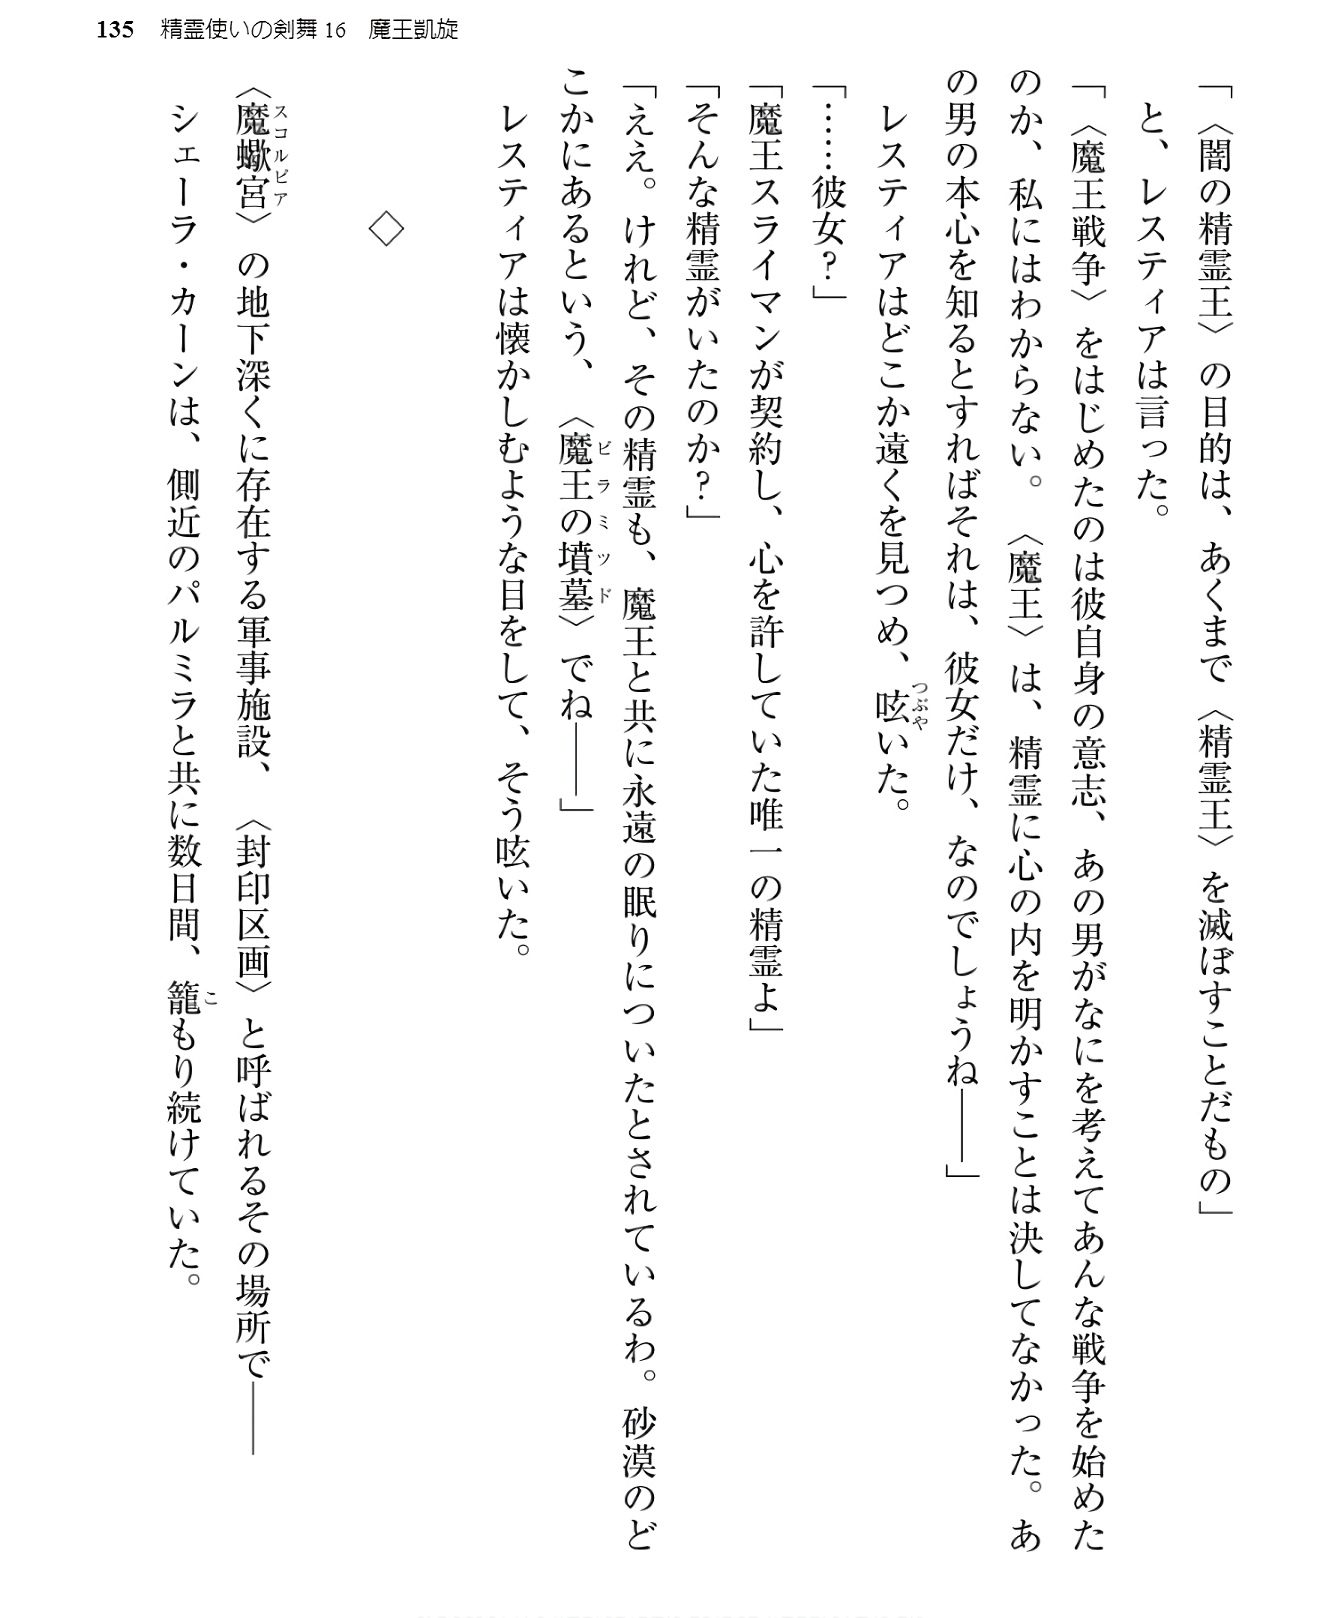 135 精霊使いの剣舞16 魔王凱旋
「〈闇の精霊王〉の目的は、あくまで〈精霊王〉を滅ぼすことだもの」
と、レスティアは言った。
「〈魔王戦争〉をはじめたのは彼自身の意志、あの男がなにを考えてあんな戦争を始めた
のか、私にはわからない。〈魔王〉は、精霊に心の内を明かすことは決してなかった。あ
の男の本心を知るとすればそれは、彼女だけ、なのでしょうね――」
レスティアはどこか遠くを見つめ、呟いた。
つぶや
「……彼女？」
「魔王スライマンが契約し、心を許していた唯一の精霊よ」
「そんな精霊がいたのか？」
「ええ。けれど、その精霊も、魔王と共に永遠の眠りについたとされているわ。砂漠のど
こかにあるという、〈魔王の墳墓〉でね――」
ピラミッド
レスティアは懐かしむような目をして、そう呟いた。
◇
〈魔蠍宮〉の地下深くに存在する軍事施設、〈封印区画〉と呼ばれるその場所で――
スコルピア
シェーラ・カーンは、側近のパルミラと共に数日間、籠もり続けていた。
こ